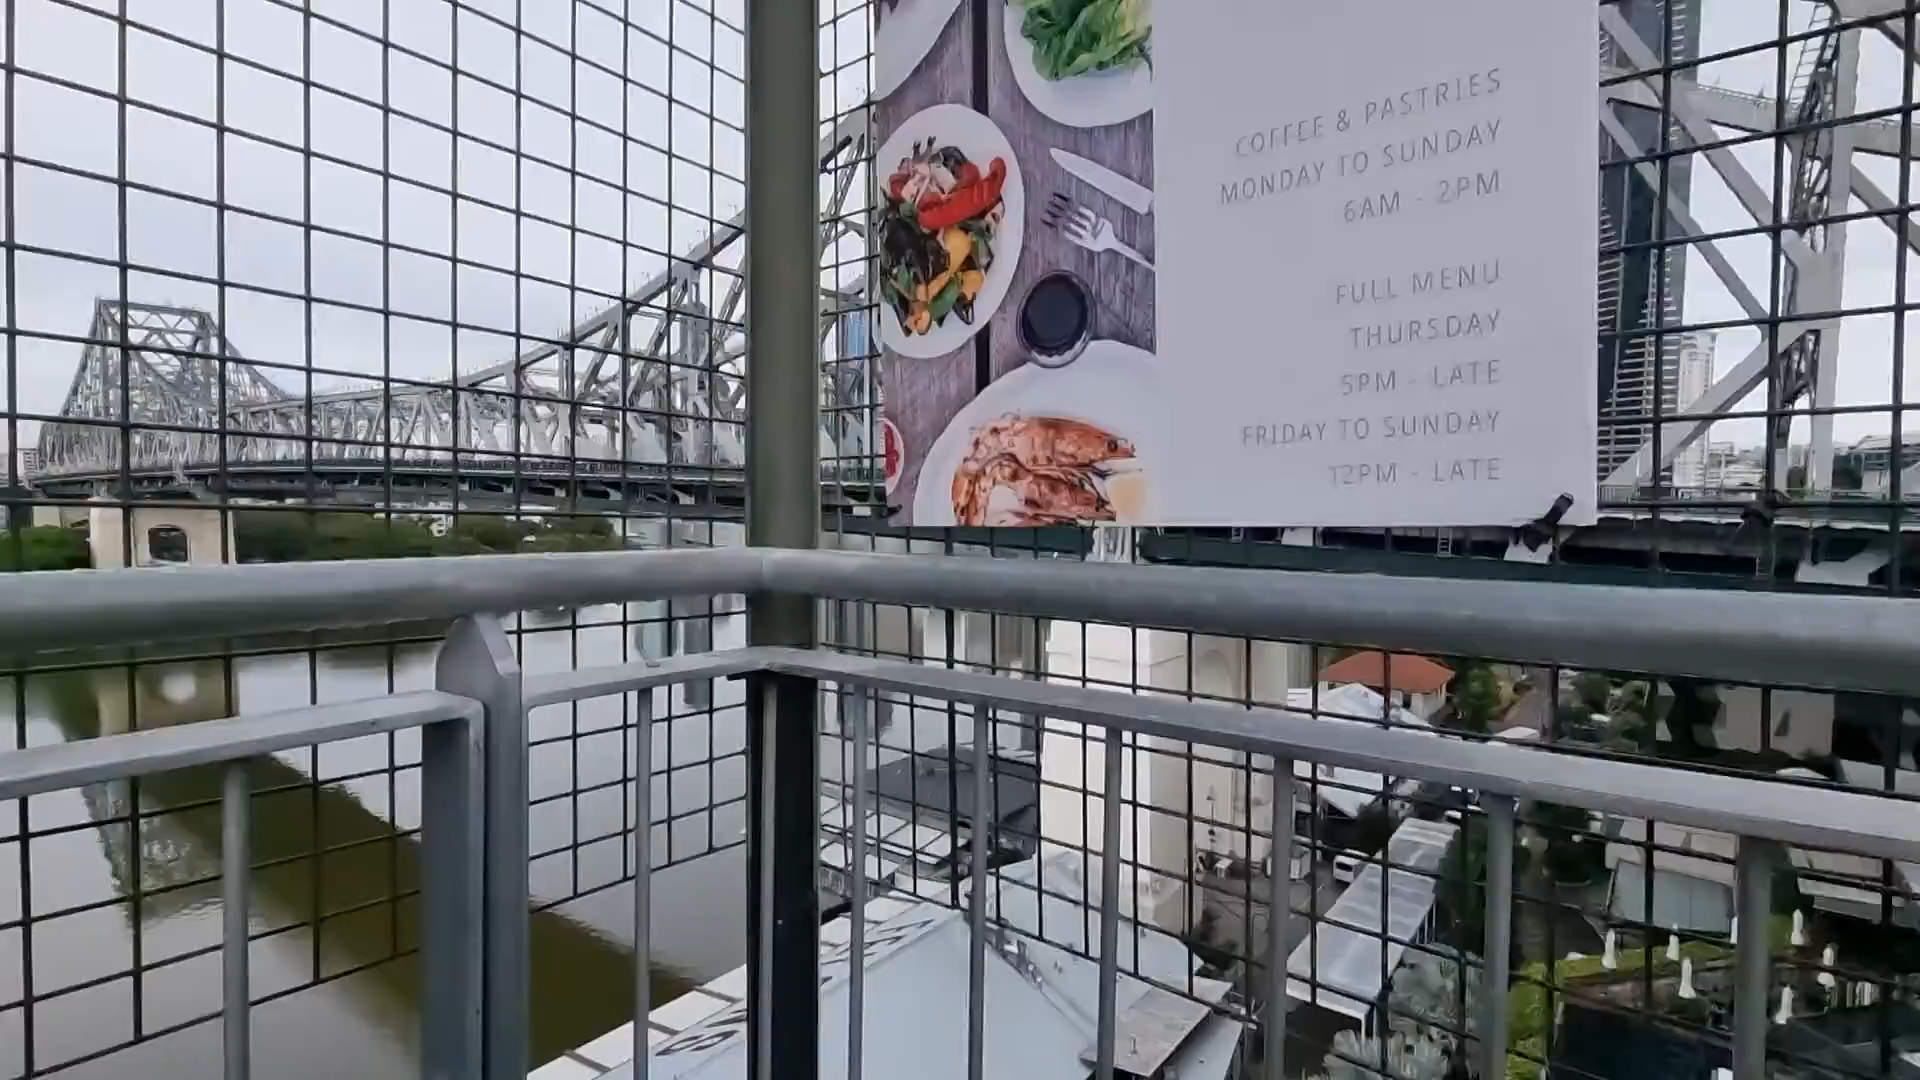 COFFEE & PASTRIES
MONDAY TO SUNDAY
6AM - 2PM
FULL MENU
THURSDAY
5PM - LATE
FRIDAY TO SUNDAY
12PM - LATE